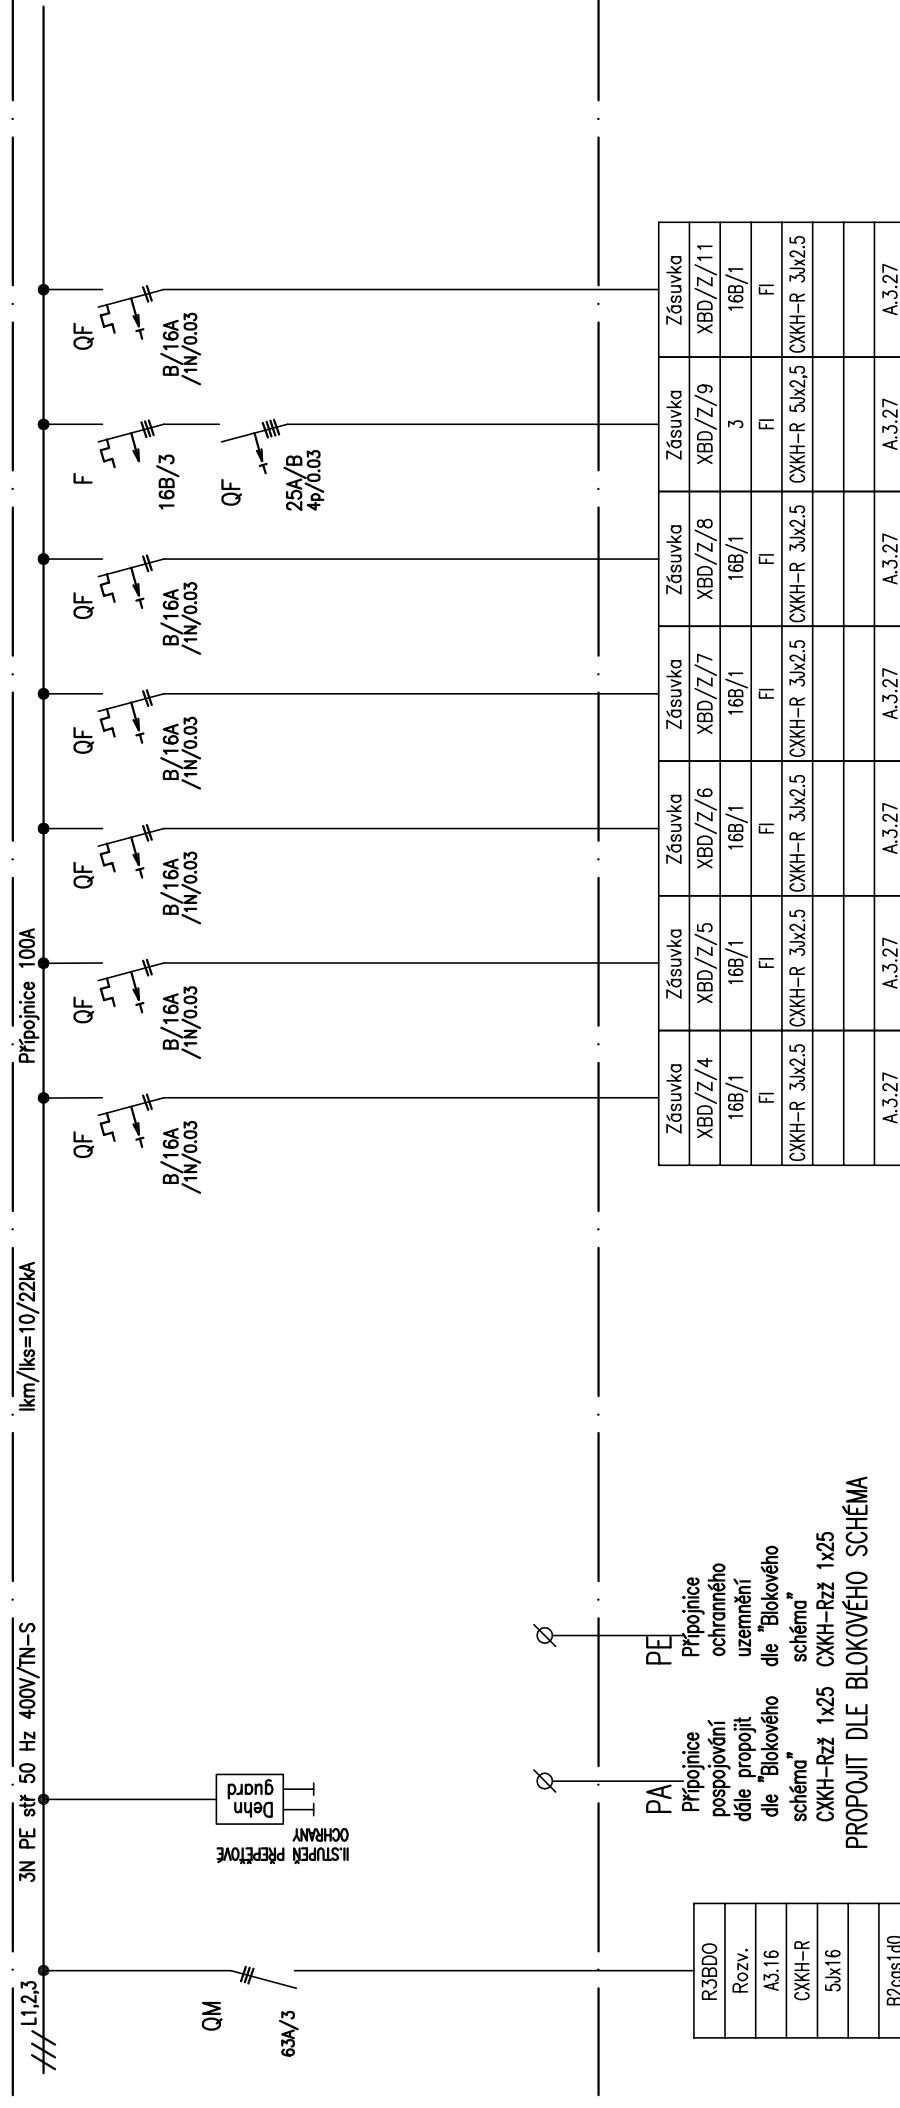 L1,2,3
3N PE stř 50 Hz 400V/TN-S
Ikm/Iks=10/22kA
Přípojnice 100A
QM
63A/3
Dehn
guard
II.STUPEŇ PŘEPĚŤOVÉ
OCHRANY
QF
B/16A
/1N/0.03
QF
B/16A
/1N/0.03
QF
B/16A
/1N/0.03
QF
B/16A
/1N/0.03
QF
B/16A
/1N/0.03
F
16B/3
QF
25A/B
4p/0.03
QF
B/16A
/1N/0.03
PA
Přípojnice
pospojování
dále propojit
dle "Blokového
schéma"
CXKH-Rzž 1x25
PE
Přípojnice
ochranného
uzemnění
dle "Blokového
schéma"
CXKH-Rzž 1x25
PROPOJIT DLE BLOKOVÉHO SCHÉMA
R3BDO
Rozv.
A3.16
CXKH-R
5Jx16
B2cas1d0
Zásuvka
XBD/Z/4
16B/1
FI
CXKH-R 3Jx2.5
A.3.27
Zásuvka
XBD/Z/5
16B/1
FI
CXKH-R 3Jx2.5
A.3.27
Zásuvka
XBD/Z/6
16B/1
FI
CXKH-R 3Jx2.5
A.3.27
Zásuvka
XBD/Z/7
16B/1
FI
CXKH-R 3Jx2.5
A.3.27
Zásuvka
XBD/Z/8
16B/1
FI
CXKH-R 3Jx2.5
A.3.27
Zásuvka
XBD/Z/9
3
FI
CXKH-R 5Jx2,5
A.3.27
Zásuvka
XBD/Z/11
16B/1
FI
CXKH-R 3Jx2.5
A.3.27